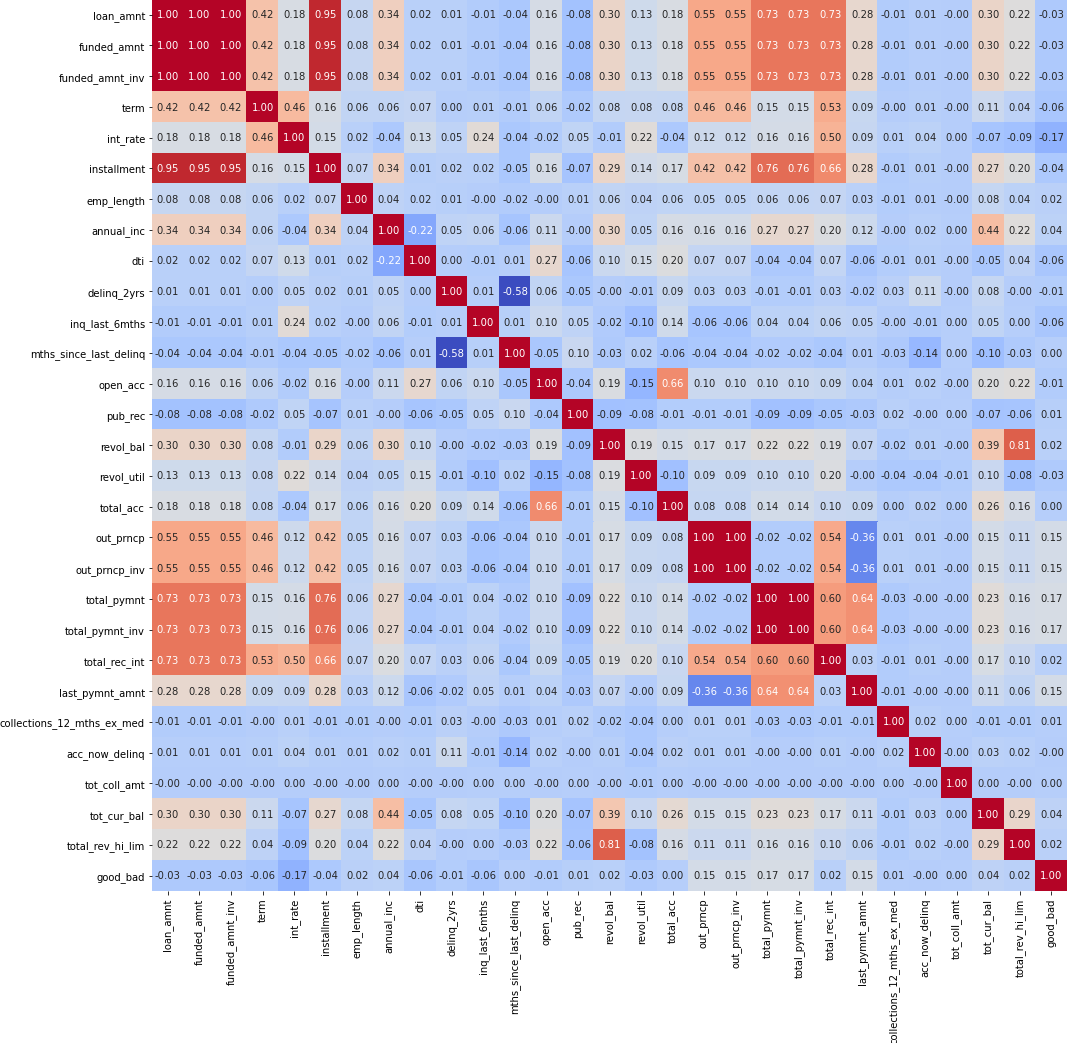 loan_amnt 1.00 1.00 1.00 0.42 0.18 0.95 0.08 0.34 0.02 0.01 -0.01 -0.04 0.16 -0.08 0.30 0.13 0.18 0.55 0.55 0.73 0.73 0.73 0.28 -0.01 0.01 -0.00 0.30 0.22 -0.03
funded_amnt 1.00 1.00 1.00 0.42 0.18 0.95 0.08 0.34 0.02 0.01 -0.01 -0.04 0.16 -0.08 0.30 0.13 0.18 0.55 0.55 0.73 0.73 0.73 0.28 -0.01 0.01 -0.00 0.30 0.22 -0.03
funded_amnt_inv 1.00 1.00 1.00 0.42 0.18 0.95 0.08 0.34 0.02 0.01 -0.01 -0.04 0.16 -0.08 0.30 0.13 0.18 0.55 0.55 0.73 0.73 0.73 0.28 -0.01 0.01 -0.00 0.30 0.22 -0.03
term 0.42 0.42 0.42 1.00 0.46 0.16 0.06 0.06 0.07 0.00 0.01 -0.01 0.06 -0.02 0.08 0.08 0.08 0.46 0.46 0.15 0.15 0.53 0.09 -0.00 0.01 -0.00 0.11 0.04 -0.06
int_rate 0.18 0.18 0.18 0.46 1.00 0.15 0.02 -0.04 0.13 0.05 0.24 -0.04 -0.02 0.05 -0.01 0.22 -0.04 0.12 0.12 0.16 0.16 0.50 0.09 0.01 0.04 0.00 -0.07 -0.09 -0.17
installment 0.95 0.95 0.95 0.16 0.15 1.00 0.07 0.34 0.01 0.02 0.02 -0.05 0.16 -0.07 0.29 0.14 0.17 0.42 0.42 0.76 0.76 0.66 0.28 -0.01 0.01 -0.00 0.27 0.20 -0.04
emp_length 0.08 0.08 0.08 0.06 0.02 0.07 1.00 0.04 0.02 0.01 -0.00 -0.02 -0.00 0.01 0.06 0.04 0.06 0.05 0.05 0.06 0.06 0.07 0.03 -0.01 0.01 -0.00 0.08 0.04 0.02
annual_inc 0.34 0.34 0.34 0.06 -0.04 0.34 0.04 1.00 -0.22 0.05 0.06 -0.06 0.11 -0.00 0.30 0.05 0.16 0.16 0.16 0.27 0.27 0.20 0.12 -0.00 0.02 0.00 0.44 0.22 0.04
dti 0.02 0.02 0.02 0.07 0.13 0.01 0.02 -0.22 1.00 0.00 -0.01 0.01 0.27 -0.06 0.10 0.15 0.20 0.07 0.07 -0.04 -0.04 0.07 -0.06 -0.01 0.01 -0.00 -0.05 0.04 -0.06
delinq_2yrs 0.01 0.01 0.01 0.00 0.05 0.02 0.01 0.05 0.00 1.00 0.01 -0.58 0.06 -0.05 -0.00 -0.01 0.09 0.03 0.03 -0.01 -0.01 0.03 -0.02 0.03 0.11 -0.00 0.08 -0.00 -0.01
inq_last_6mths -0.01 -0.01 -0.01 0.01 0.24 0.02 -0.00 0.06 -0.01 0.01 1.00 0.01 0.10 0.05 -0.02 -0.10 0.14 -0.06 -0.06 0.04 0.04 0.06 0.05 -0.00 -0.01 0.00 0.05 0.00 -0.06
mths_since_last_delinq -0.04 -0.04 -0.04 -0.01 -0.04 -0.05 -0.02 -0.06 0.01 -0.58 0.01 1.00 -0.05 0.10 -0.03 0.02 -0.06 -0.04 -0.04 -0.02 -0.02 -0.04 0.01 -0.03 -0.14 0.00 -0.10 -0.03 0.00
open_acc 0.16 0.16 0.16 0.06 -0.02 0.16 -0.00 0.11 0.27 0.06 0.10 -0.05 1.00 -0.04 0.19 -0.15 0.66 0.10 0.10 0.10 0.10 0.09 0.04 0.01 0.02 -0.00 0.20 0.22 -0.01
pub_rec -0.08 -0.08 -0.08 -0.02 0.05 -0.07 0.01 -0.00 -0.06 -0.05 0.05 0.10 -0.04 1.00 -0.09 -0.08 -0.01 -0.01 -0.01 -0.09 -0.09 -0.05 -0.03 0.02 -0.00 0.00 -0.07 -0.06 0.01
revol_bal 0.30 0.30 0.30 0.08 -0.01 0.29 0.06 0.30 0.10 -0.00 -0.02 -0.03 0.19 -0.09 1.00 0.19 0.15 0.17 0.17 0.22 0.22 0.19 0.07 -0.02 0.01 -0.00 0.39 0.81 0.02
revol_util 0.13 0.13 0.13 0.08 0.22 0.14 0.04 0.05 0.15 -0.01 -0.10 0.02 -0.15 -0.08 0.19 1.00 -0.10 0.09 0.09 0.10 0.10 0.20 -0.00 -0.04 -0.04 -0.01 0.10 -0.08 -0.03
total_acc 0.18 0.18 0.18 0.08 -0.04 0.17 0.06 0.16 0.20 0.09 0.14 -0.06 0.66 -0.01 0.15 -0.10 1.00 0.08 0.08 0.14 0.14 0.10 0.09 0.00 0.02 -0.00 0.26 0.16 0.00
out_prncp 0.55 0.55 0.55 0.46 0.12 0.42 0.05 0.16 0.07 0.03 -0.06 -0.04 0.10 -0.01 0.17 0.09 0.08 1.00 1.00 -0.02 -0.02 0.54 -0.36 0.01 0.01 -0.00 0.15 0.11 0.15
out_prncp_inv 0.55 0.55 0.55 0.46 0.12 0.42 0.05 0.16 0.07 0.03 -0.06 -0.04 0.10 -0.01 0.17 0.09 0.08 1.00 1.00 -0.02 -0.02 0.54 -0.36 0.01 0.01 -0.00 0.15 0.11 0.15
total_pymnt 0.73 0.73 0.73 0.15 0.16 0.76 0.06 0.27 -0.04 -0.01 0.04 -0.02 0.10 -0.09 0.22 0.10 0.14 -0.02 -0.02 1.00 1.00 0.60 0.64 -0.03 -0.00 -0.00 0.23 0.16 0.17
total_pymnt_inv 0.73 0.73 0.73 0.15 0.16 0.76 0.06 0.27 -0.04 -0.01 0.04 -0.02 0.10 -0.09 0.22 0.10 0.14 -0.02 -0.02 1.00 1.00 0.60 0.64 -0.03 -0.00 -0.00 0.23 0.16 0.17
total_rec_int 0.73 0.73 0.73 0.53 0.50 0.66 0.07 0.20 0.07 0.03 0.06 -0.04 0.09 -0.05 0.19 0.20 0.10 0.54 0.54 0.60 0.60 1.00 0.03 -0.01 0.01 -0.00 0.17 0.10 0.02
last_pymnt_amnt 0.28 0.28 0.28 0.09 0.09 0.28 0.03 0.12 -0.06 -0.02 0.05 0.01 0.04 -0.03 0.07 -0.00 0.09 -0.36 -0.36 0.64 0.64 0.03 1.00 -0.01 -0.00 -0.00 0.11 0.06 0.15
collections_12_mths_ex_med -0.01 -0.01 -0.01 -0.00 0.01 -0.01 -0.01 -0.00 -0.01 0.03 -0.00 -0.03 0.01 0.02 -0.02 -0.04 0.00 0.01 0.01 -0.03 -0.03 -0.01 -0.01 1.00 0.02 -0.00 -0.01 -0.01 0.01
acc_now_delinq 0.01 0.01 0.01 0.01 0.04 0.01 0.01 0.02 0.01 0.11 -0.01 -0.14 0.02 -0.00 0.01 -0.04 0.02 0.01 0.01 -0.00 -0.00 0.01 -0.00 0.02 1.00 -0.00 0.03 0.02 -0.00
tot_coll_amt -0.00 -0.00 -0.00 -0.00 0.00 -0.00 -0.00 0.00 -0.00 -0.00 0.00 0.00 -0.00 0.00 -0.00 -0.01 -0.00 -0.00 -0.00 -0.00 -0.00 -0.00 -0.00 -0.00 -0.00 1.00 0.00 -0.00 0.00
tot_cur_bal 0.30 0.30 0.30 0.11 -0.07 0.27 0.08 0.44 -0.05 0.08 0.05 -0.10 0.20 -0.07 0.39 0.10 0.26 0.15 0.15 0.23 0.23 0.17 0.11 -0.01 0.03 0.00 1.00 0.29 0.04
total_rev_hi_lim 0.22 0.22 0.22 0.04 -0.09 0.20 0.04 0.22 0.04 -0.00 0.00 -0.03 0.22 -0.06 0.81 -0.08 0.16 0.11 0.11 0.16 0.16 0.10 0.06 -0.01 0.02 -0.00 0.29 1.00 0.02
good_bad -0.03 -0.03 -0.03 -0.06 -0.17 -0.04 0.02 0.04 -0.06 -0.01 -0.06 0.00 -0.01 0.01 0.02 -0.03 0.00 0.15 0.15 0.17 0.17 0.02 0.15 0.01 -0.00 0.00 0.04 0.02 1.00
loan_amnt
funded_amnt
funded_amnt_inv
term
int_rate
installment
emp_length
annual_inc
dti
delinq_2yrs
inq_last_6mths
mths_since_last_delinq
open_acc
pub_rec
revol_bal
revol_util
total_acc
out_prncp
out_prncp_inv
total_pymnt
total_pymnt_inv
total_rec_int
last_pymnt_amnt
collections_12_mths_ex_med
acc_now_delinq
tot_coll_amt
tot_cur_bal
total_rev_hi_lim
good_bad